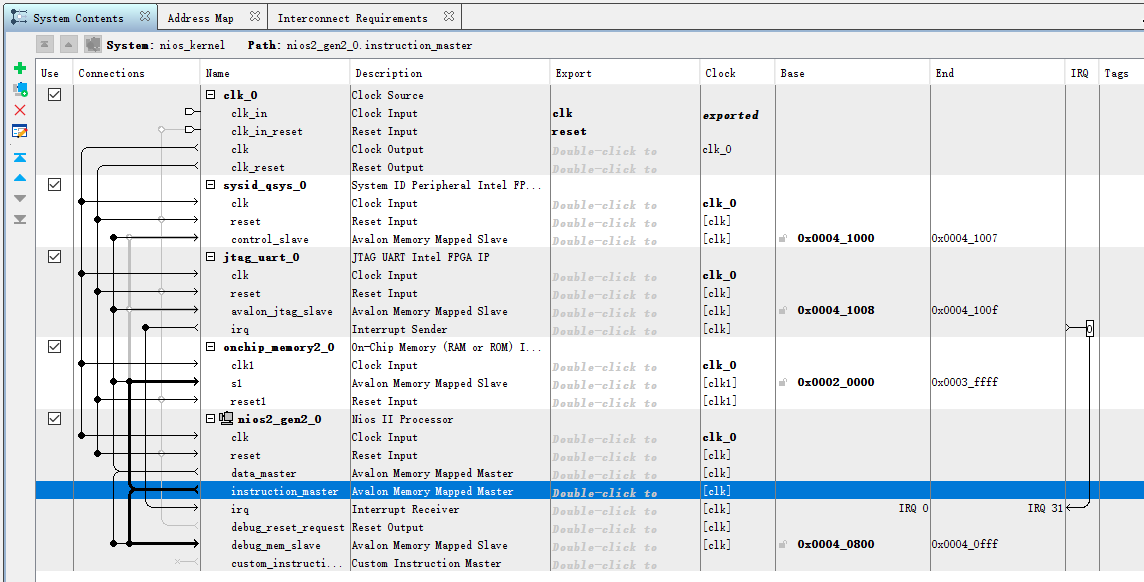 System Contents Address Map Interconnect Requirements
System: nios_kernel Path: nios2_gen2_0.instruction_master
Use Connections Name Description Export Clock Base End IRQ Tags
clk_0 Clock Source
clk_in Clock Input clk exported
clk_in_reset Reset Input reset
clk Clock Output Double-click to clk_0
clk_reset Reset Output Double-click to
sysid_qsys_0 System ID Peripheral Intel FP...
clk Clock Input Double-click to clk_0
reset Reset Input Double-click to [clk]
control_slave Avalon Memory Mapped Slave Double-click to [clk] 0x0004_1000 0x0004_1007
jtag_uart_0 JTAG UART Intel FPGA IP
clk Clock Input Double-click to clk_0
reset Reset Input Double-click to [clk]
avalon_jtag_slave Avalon Memory Mapped Slave Double-click to [clk] 0x0004_1008 0x0004_100f
irq Interrupt Sender Double-click to [clk] 0
onchip_memory2_0 On-Chip Memory (RAM or ROM) I...
clk1 Clock Input Double-click to clk_0
s1 Avalon Memory Mapped Slave Double-click to [clk1] 0x0002_0000 0x0003_ffff
reset1 Reset Input Double-click to [clk1]
nios2_gen2_0 Nios II Processor
clk Clock Input Double-click to clk_0
reset Reset Input Double-click to [clk]
data_master Avalon Memory Mapped Master Double-click to [clk]
instruction_master Avalon Memory Mapped Master Double-click to [clk]
irq Interrupt Receiver Double-click to [clk] IRQ 0 IRQ 31
debug_reset_request Reset Output Double-click to [clk]
debug_mem_slave Avalon Memory Mapped Slave Double-click to [clk] 0x0004_0800 0x0004_0fff
custom_instructi... Custom Instruction Master Double-click to